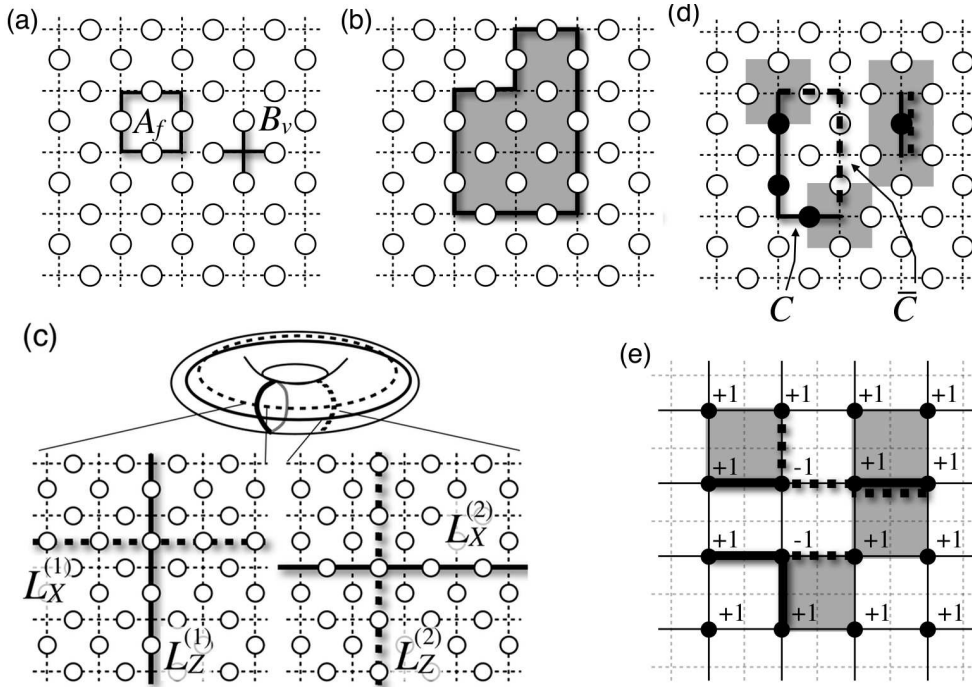 (a)
A_f
B_v
(b)
(d)
C
C̅
(c)
L_X^(1)
L_Z^(1)
L_X^(2)
L_Z^(2)
(e)
+1 +1 +1 +1
+1 -1 +1 +1
+1 -1 +1 +1
+1 +1 +1 +1